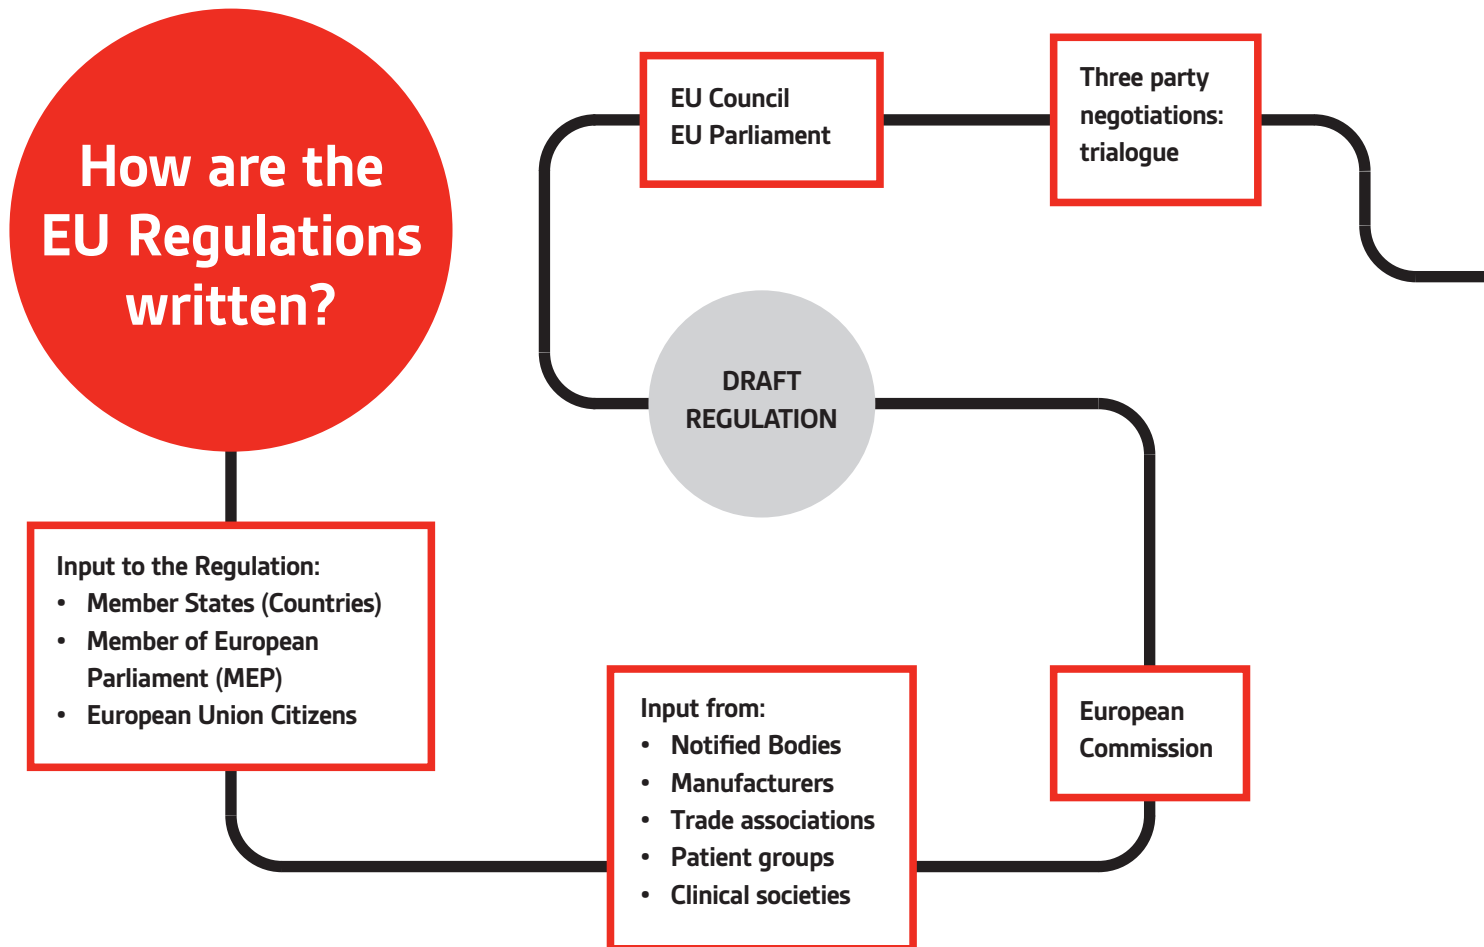 How are the
EU Regulations
written?
Input to the Regulation:
• Member States (Countries)
• Member of European
Parliament (MEP)
• European Union Citizens
Input from:
• Notified Bodies
• Manufacturers
• Trade associations
• Patient groups
• Clinical societies
European
Commission
DRAFT
REGULATION
EU Council
EU Parliament
Three party
negotiations:
trialogue